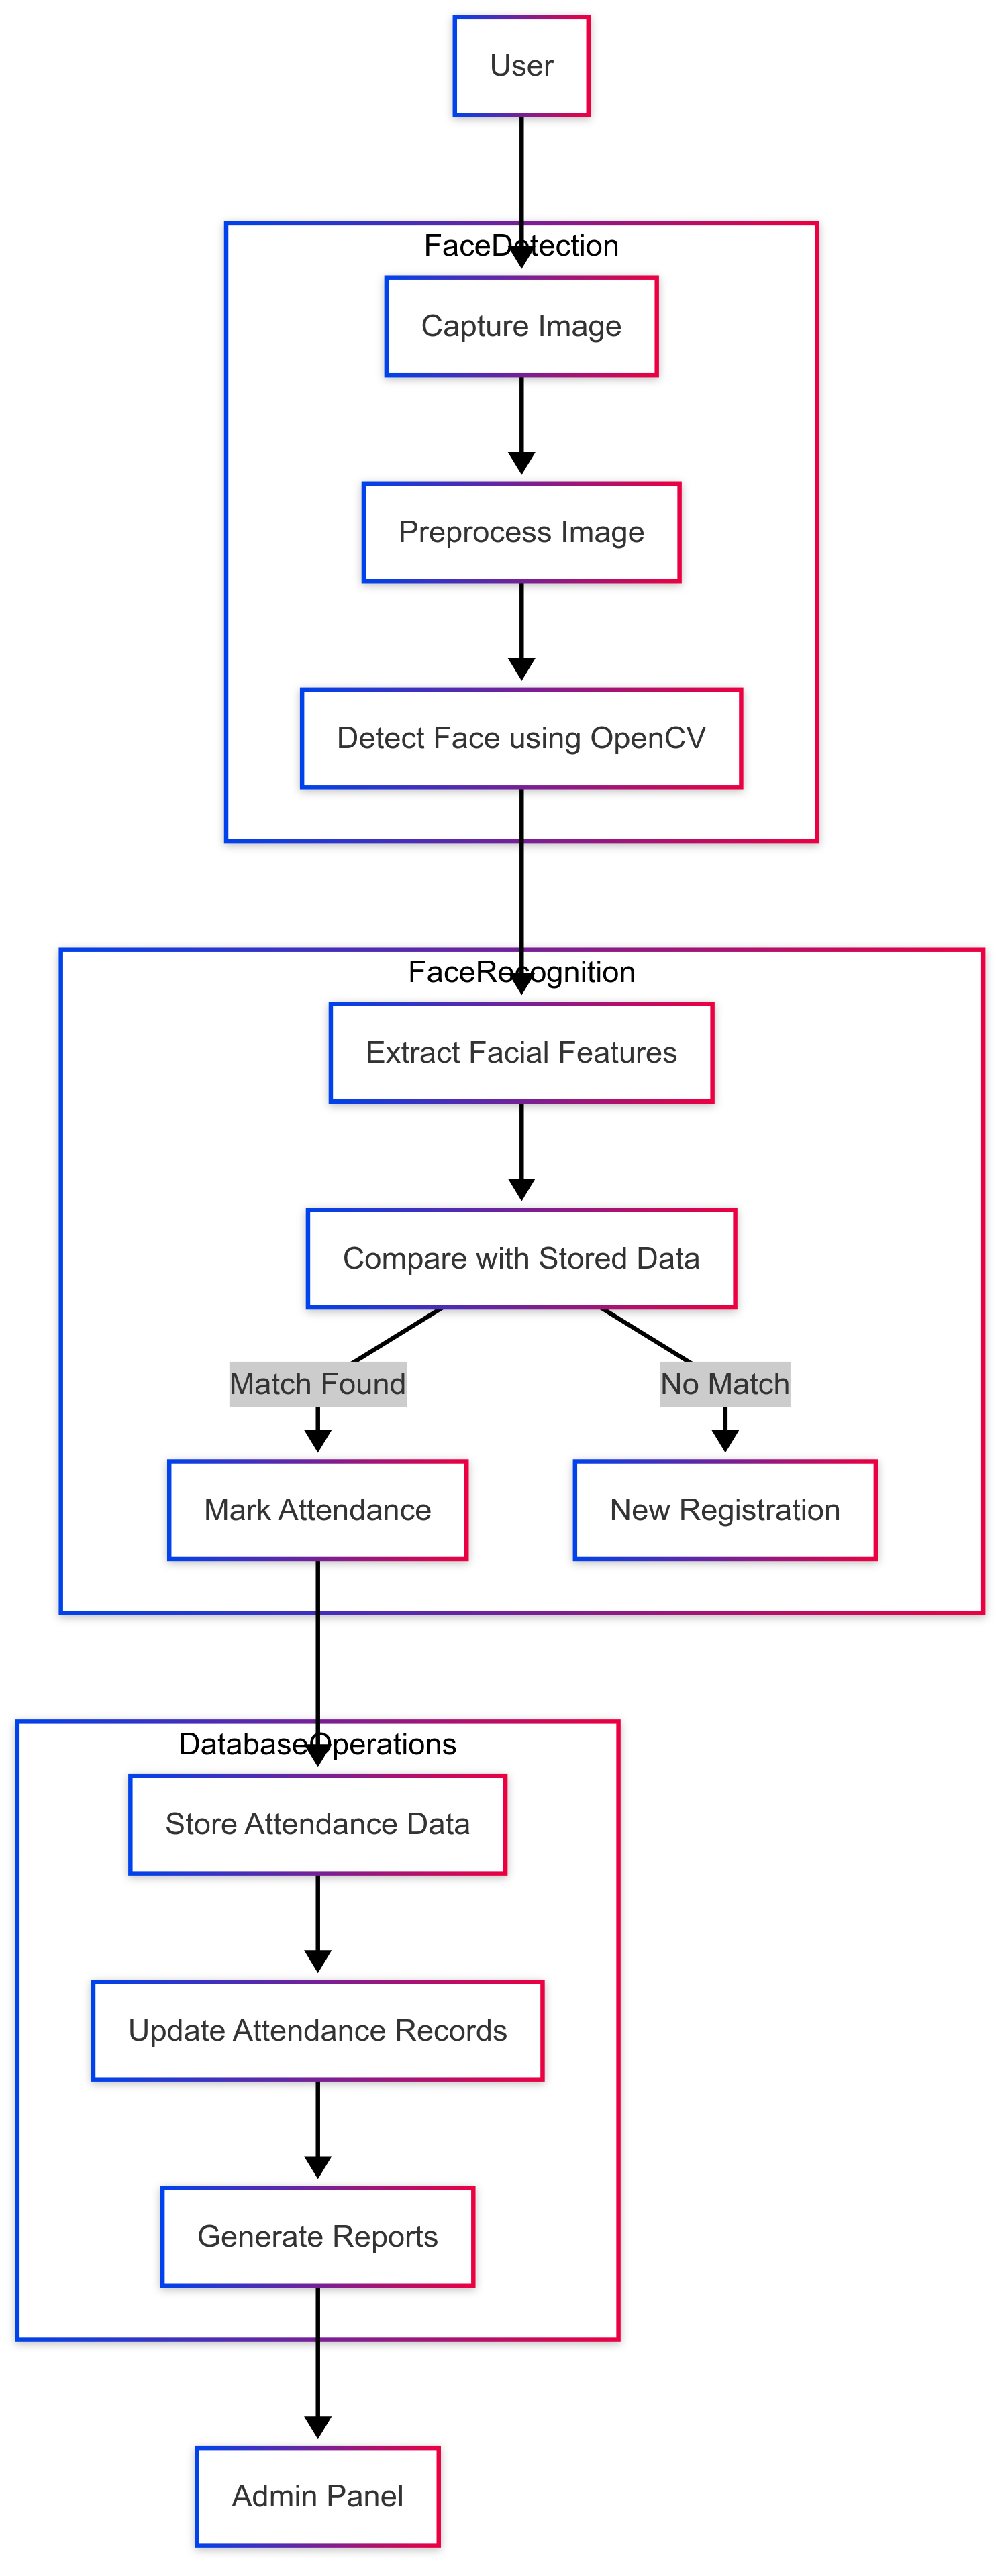 User
FaceDetection
Capture Image
Preprocess Image
Detect Face using OpenCV
FaceRecognition
Extract Facial Features
Compare with Stored Data
Match Found
No Match
Mark Attendance
New Registration
DatabaseOperations
Store Attendance Data
Update Attendance Records
Generate Reports
Admin Panel